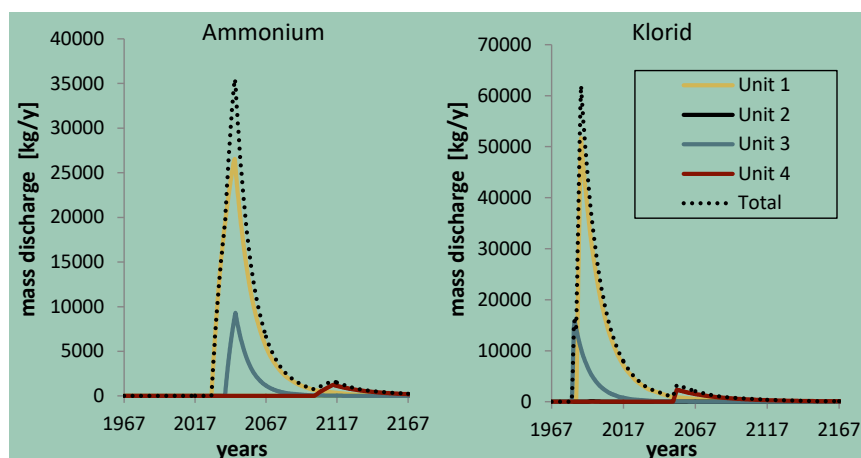 Ammonium
mass discharge [kg/y]
40000
35000
30000
25000
20000
15000
10000
5000
0
1967 2017 2067 2117 2167
years
Klorid
mass discharge [kg/y]
70000
60000
50000
40000
30000
20000
10000
0
1967 2017 2067 2117 2167
years
Unit 1
Unit 2
Unit 3
Unit 4
Total